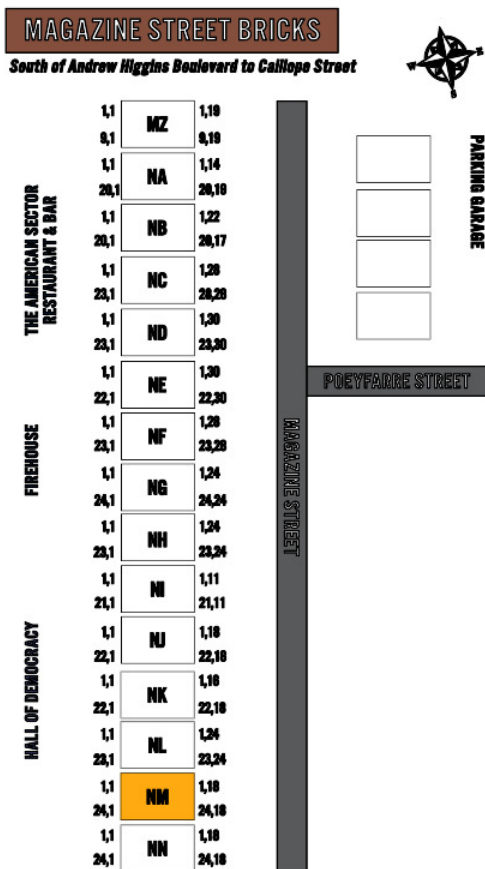 MAGAZINE STREET BRICKS
South of Andrew Higgins Boulevard to Calliope Street
N
E
S
W
1,1 MZ 1,19
9,1 9,19
1,1 NA 1,14
20,1 20,18
1,1 NB 1,22
20,1 20,17
1,1 NC 1,28
23,1 28,28
1,1 ND 1,30
23,1 23,30
1,1 NE 1,30
22,1 22,30
1,1 NF 1,28
23,1 23,28
1,1 NG 1,24
24,1 24,24
1,1 NH 1,24
23,1 23,24
1,1 NI 1,11
21,1 21,11
1,1 NJ 1,18
22,1 22,18
1,1 NK 1,18
22,1 22,18
1,1 NL 1,24
23,1 23,24
1,1 NM 1,18
24,1 24,18
1,1 NN 1,18
24,1 24,18
THE AMERICAN SECTOR
RESTAURANT & BAR
FIREHOUSE
HALL OF DEMOCRACY
MAGAZINE STREET
POEYFARRE STREET
PARKING GARAGE